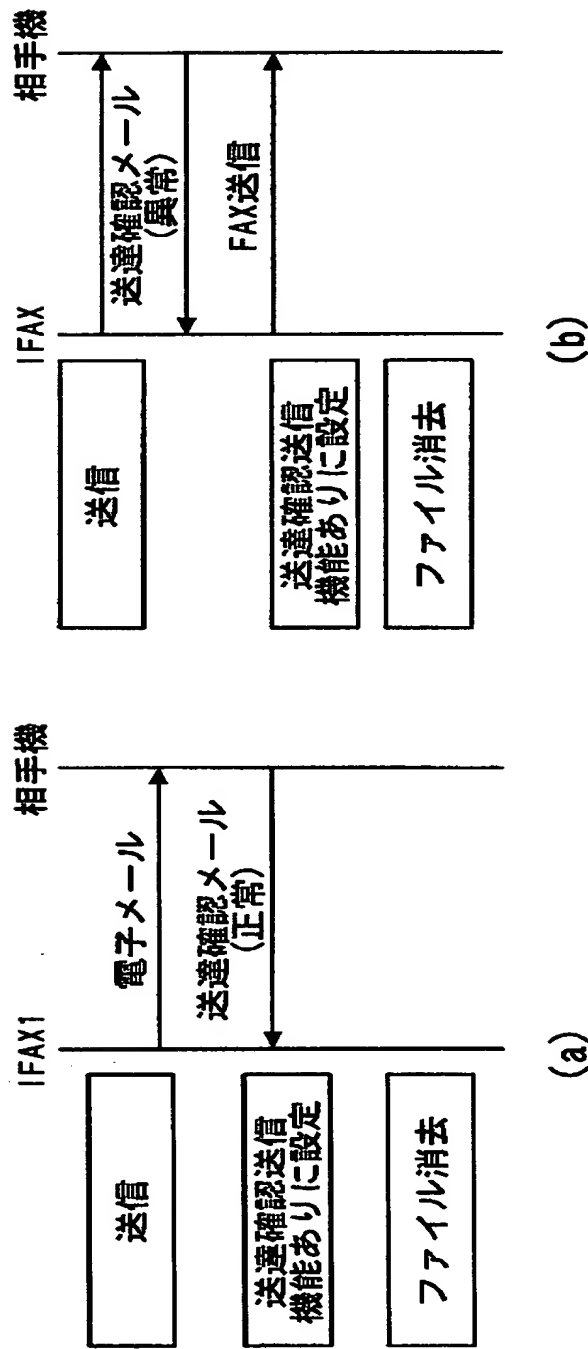 IFAX1
相手機
送信
電子メール
送達確認メール
(正常)
送達確認送信
機能ありに設定
ファイル消去
(a)
IFAX
相手機
送信
送達確認メール
(異常)
FAX送信
送達確認送信
機能ありに設定
ファイル消去
(b)